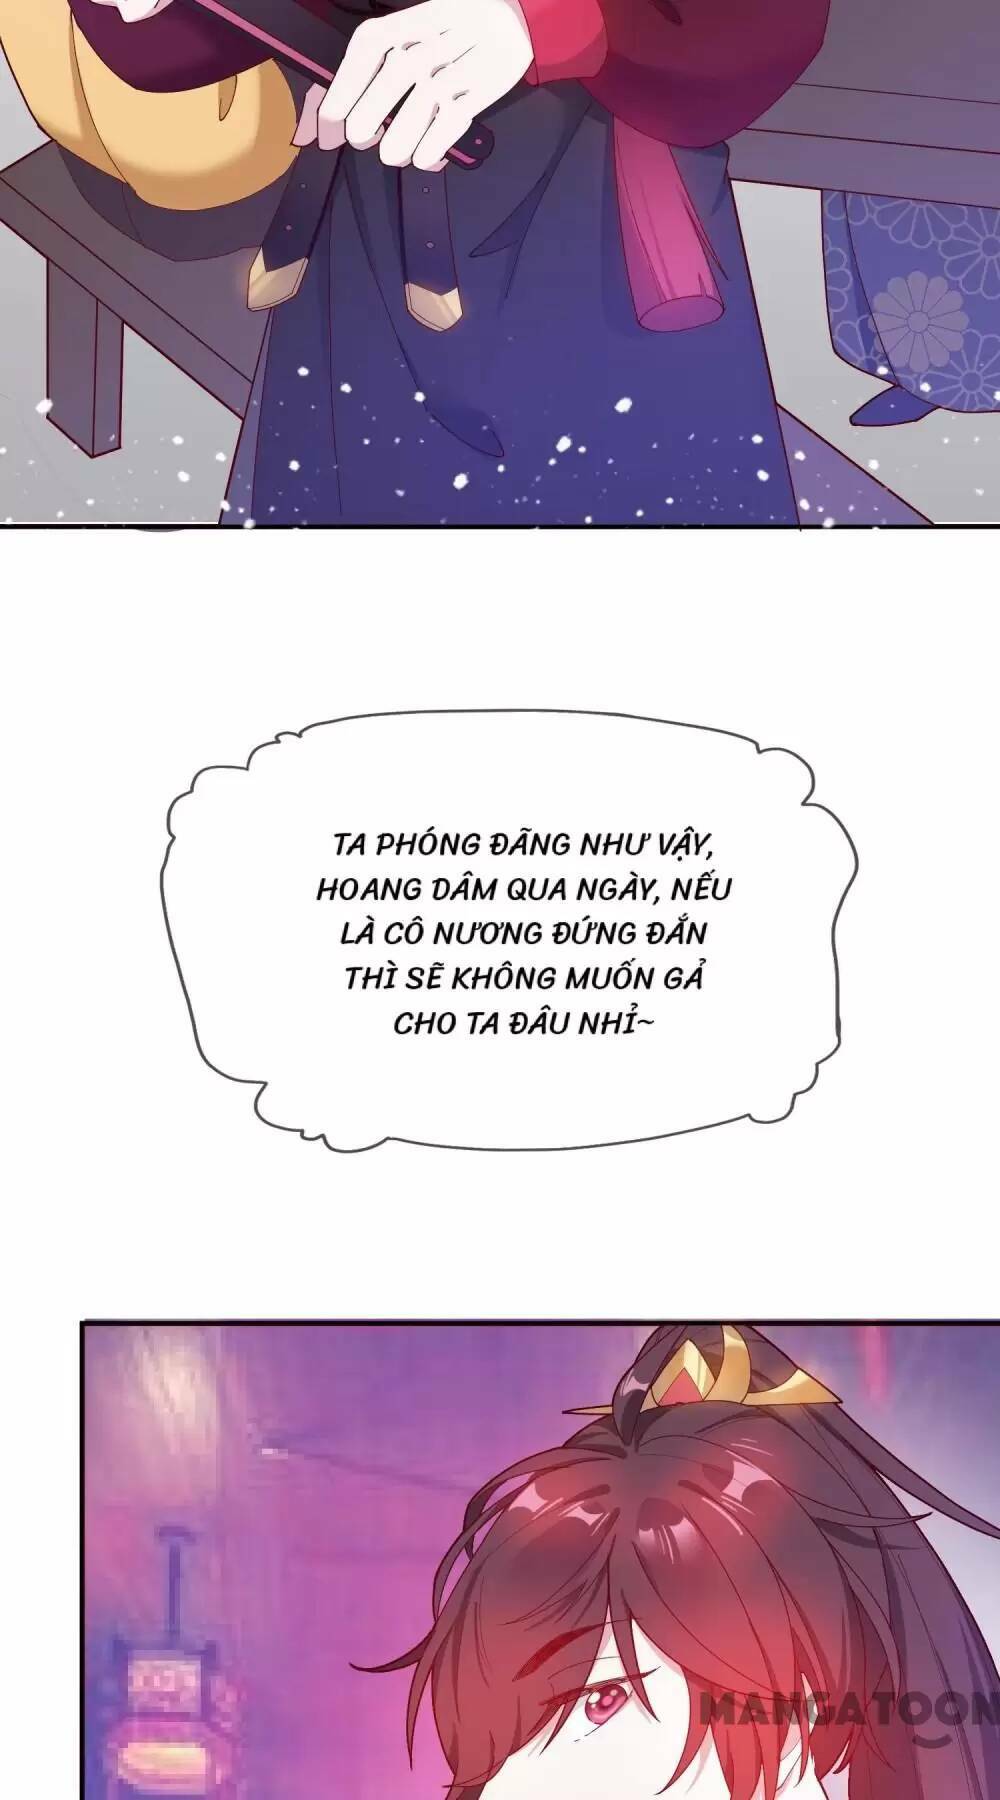 TA PHÓNG ĐÃNG NHƯ VẬY,
HOANG DÂM QUA NGÀY, NẾU
LÀ CÔ NƯƠNG ĐỨNG ĐẮN
THÌ SẼ KHÔNG MUỐN GẢ
CHO TA ĐÂU NHỈ~
MANGATOON